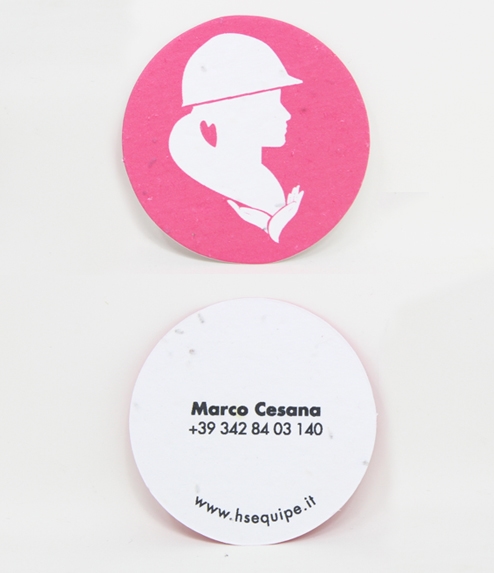 Marco Cesana
+39 342 84 03 140
www.hsequipe.it